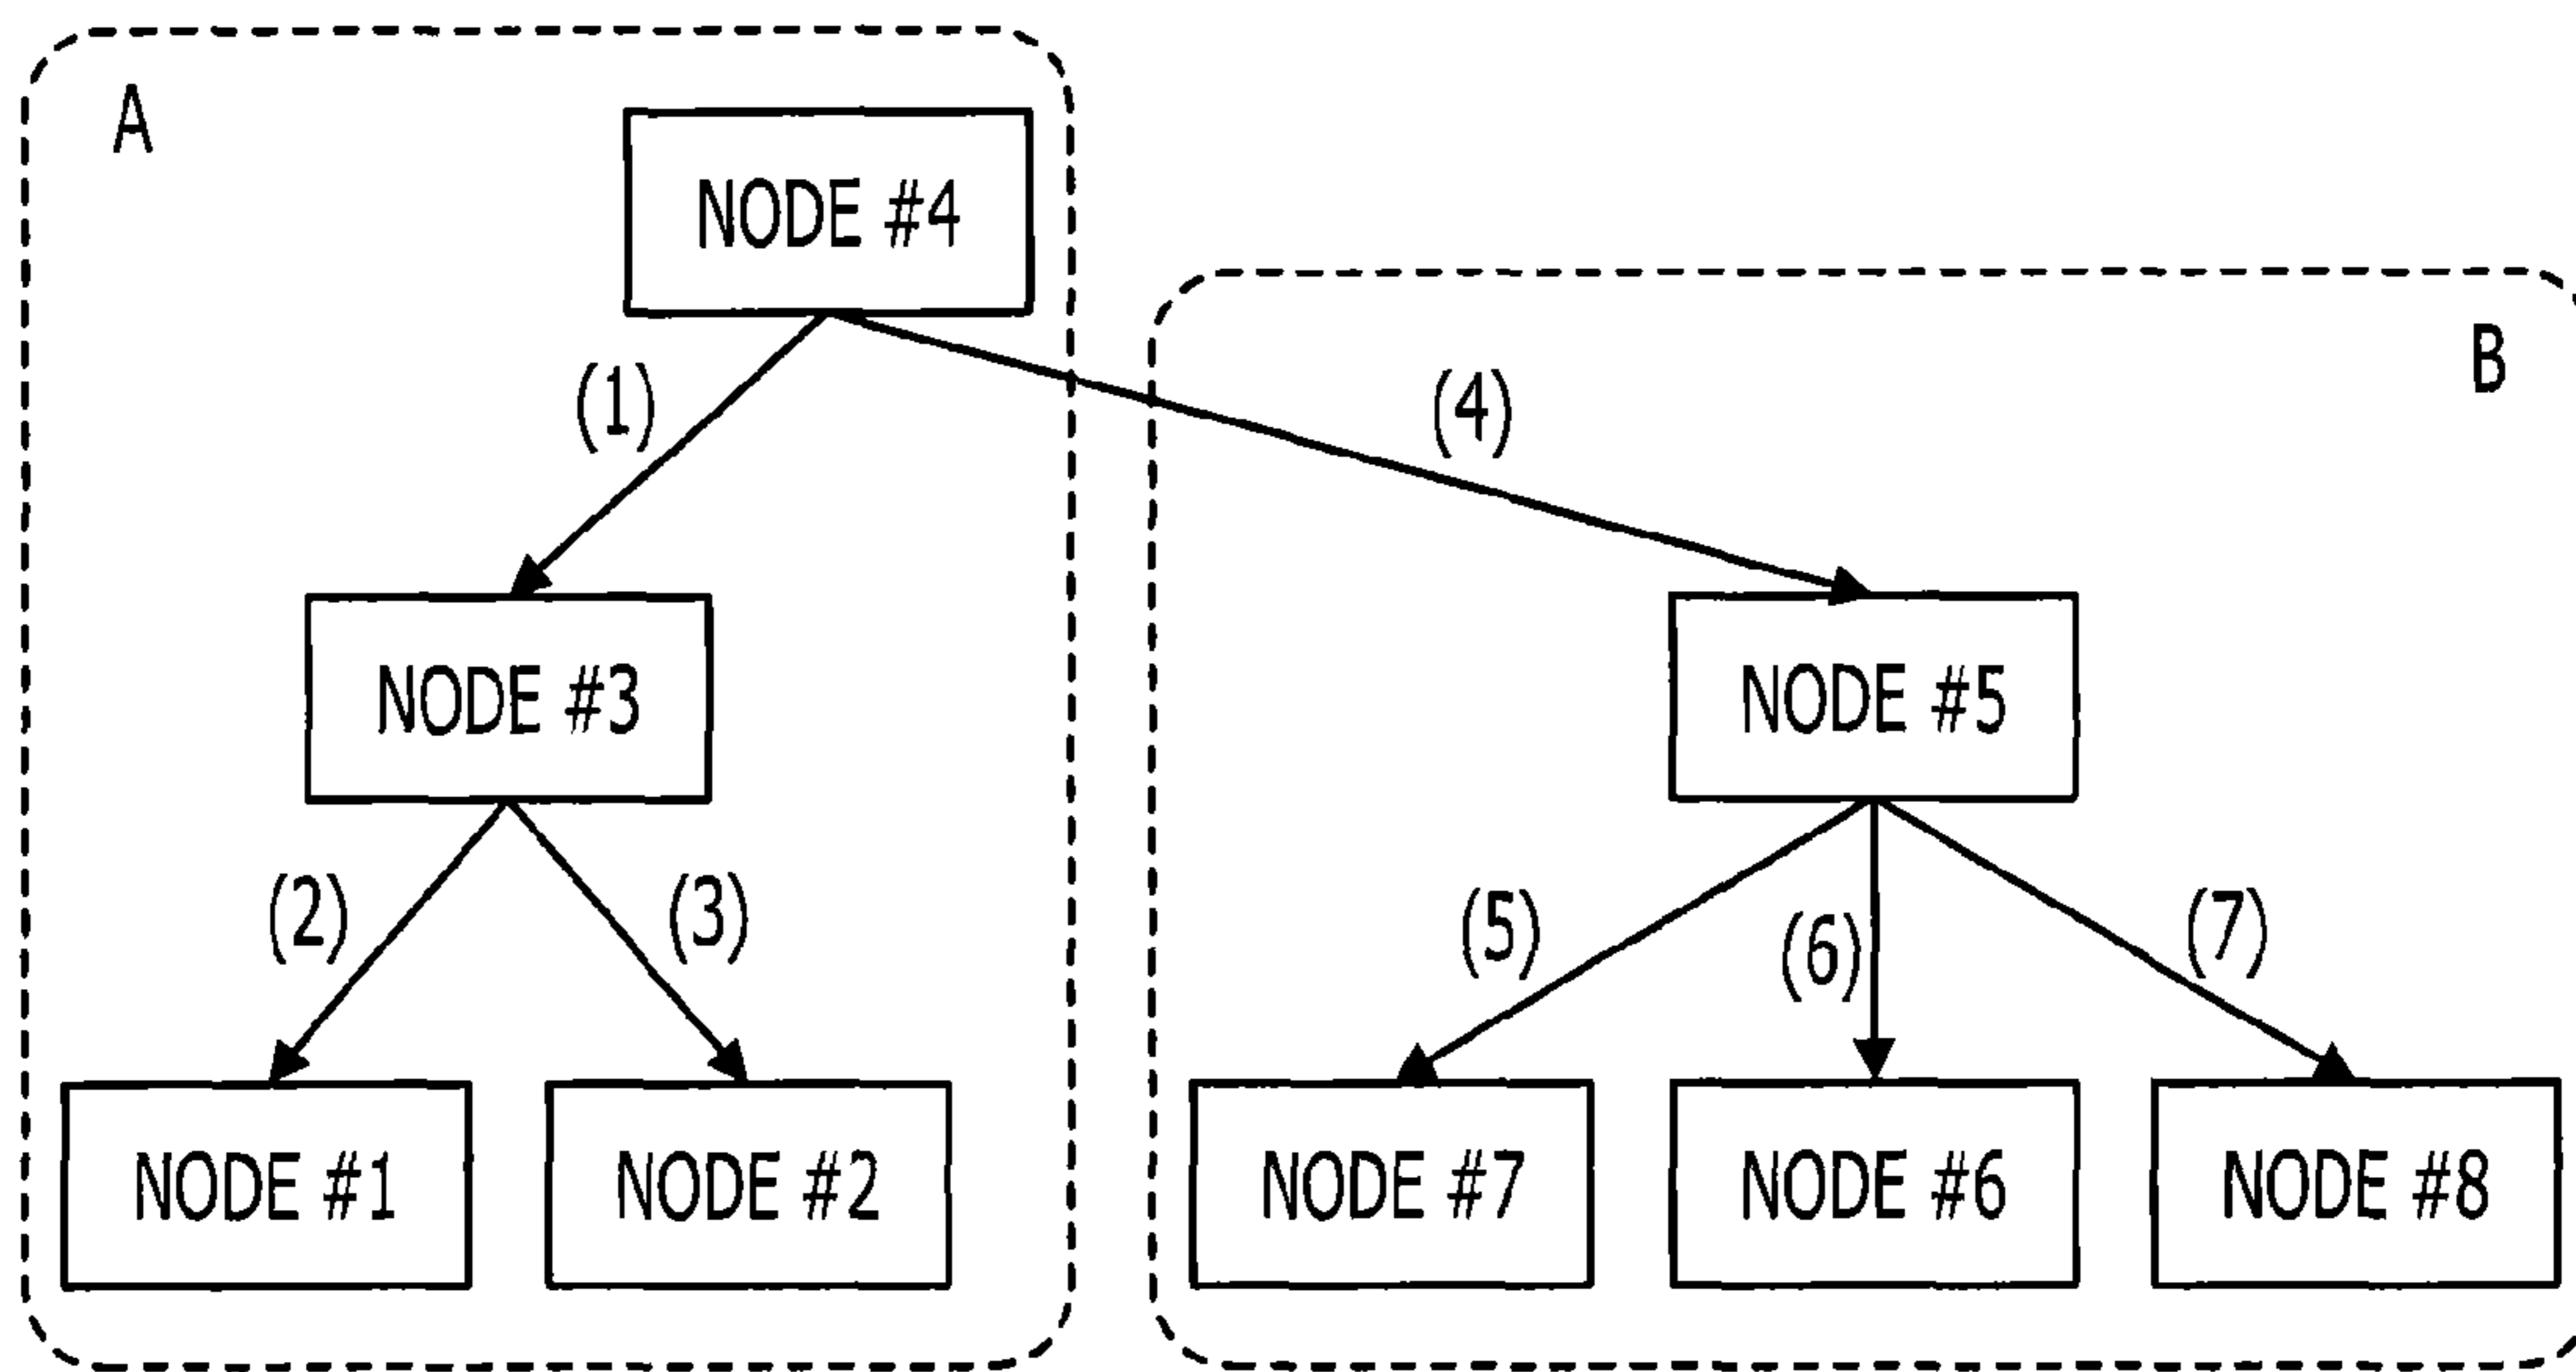 A
NODE #4
B
(1)
(4)
NODE #3
NODE #5
(2)
(3)
(5)
(6)
(7)
NODE #1
NODE #2
NODE #7
NODE #6
NODE #8